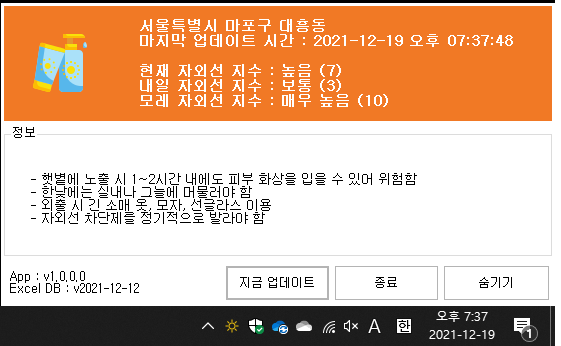 서울특별시 마포구 대흥동
마지막 업데이트 시간 : 2021-12-19 오후 07:37:48
현재 자외선 지수 : 높음 (7)
내일 자외선 지수 : 보통 (3)
모레 자외선 지수 : 매우 높음 (10)
정보
- 햇볕에 노출 시 1~2시간 내에도 피부 화상을 입을 수 있어 위험함
- 한낮에는 실내나 그늘에 머물러야 함
- 외출 시 긴 소매 옷, 모자, 선글라스 이용
- 자외선 차단제를 정기적으로 발라야 함
App : v1.0.0.0
Excel DB : v2021-12-12
지금 업데이트
종료
숨기기
A
한
오후 7:37
2021-12-19
1